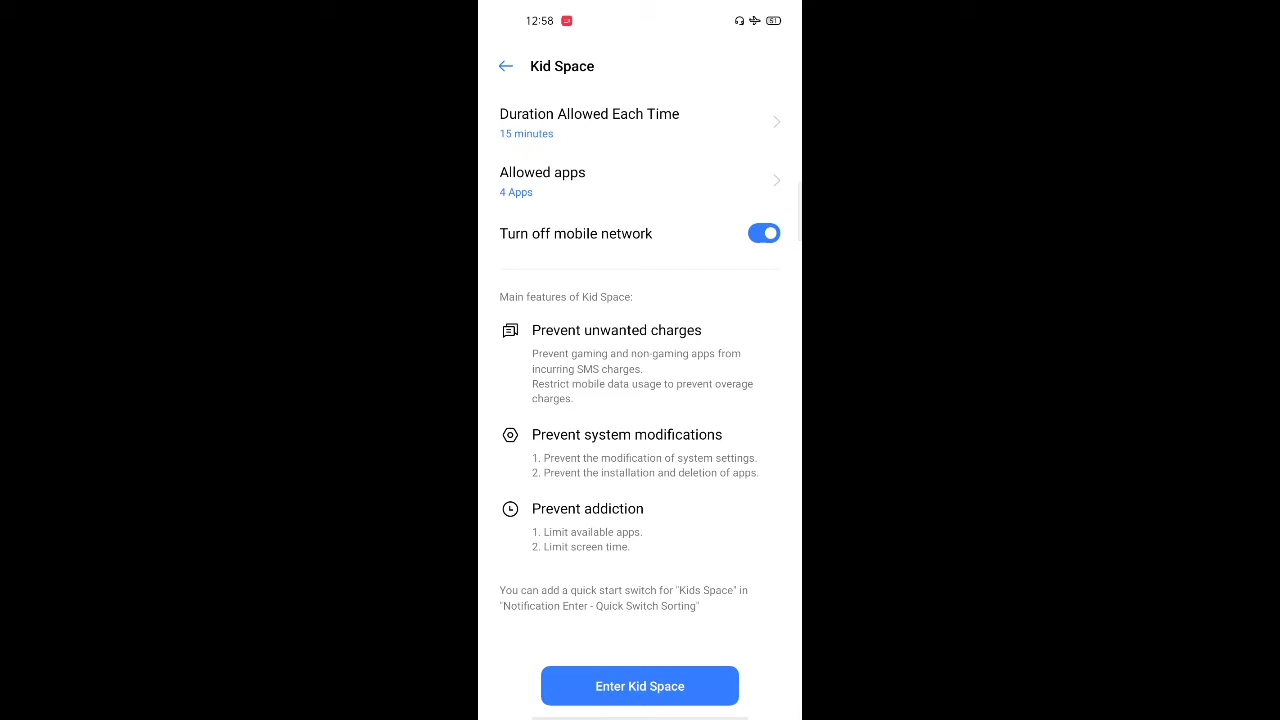 12:58
51
Kid Space
Duration Allowed Each Time
15 minutes
Allowed apps
4 Apps
Turn off mobile network
Main features of Kid Space:
Prevent unwanted charges
Prevent gaming and non-gaming apps from
incurring SMS charges.
Restrict mobile data usage to prevent overage
charges.
Prevent system modifications
1. Prevent the modification of system settings.
2. Prevent the installation and deletion of apps.
Prevent addiction
1. Limit available apps.
2. Limit screen time.
You can add a quick start switch for "Kids Space" in
"Notification Enter - Quick Switch Sorting"
Enter Kid Space